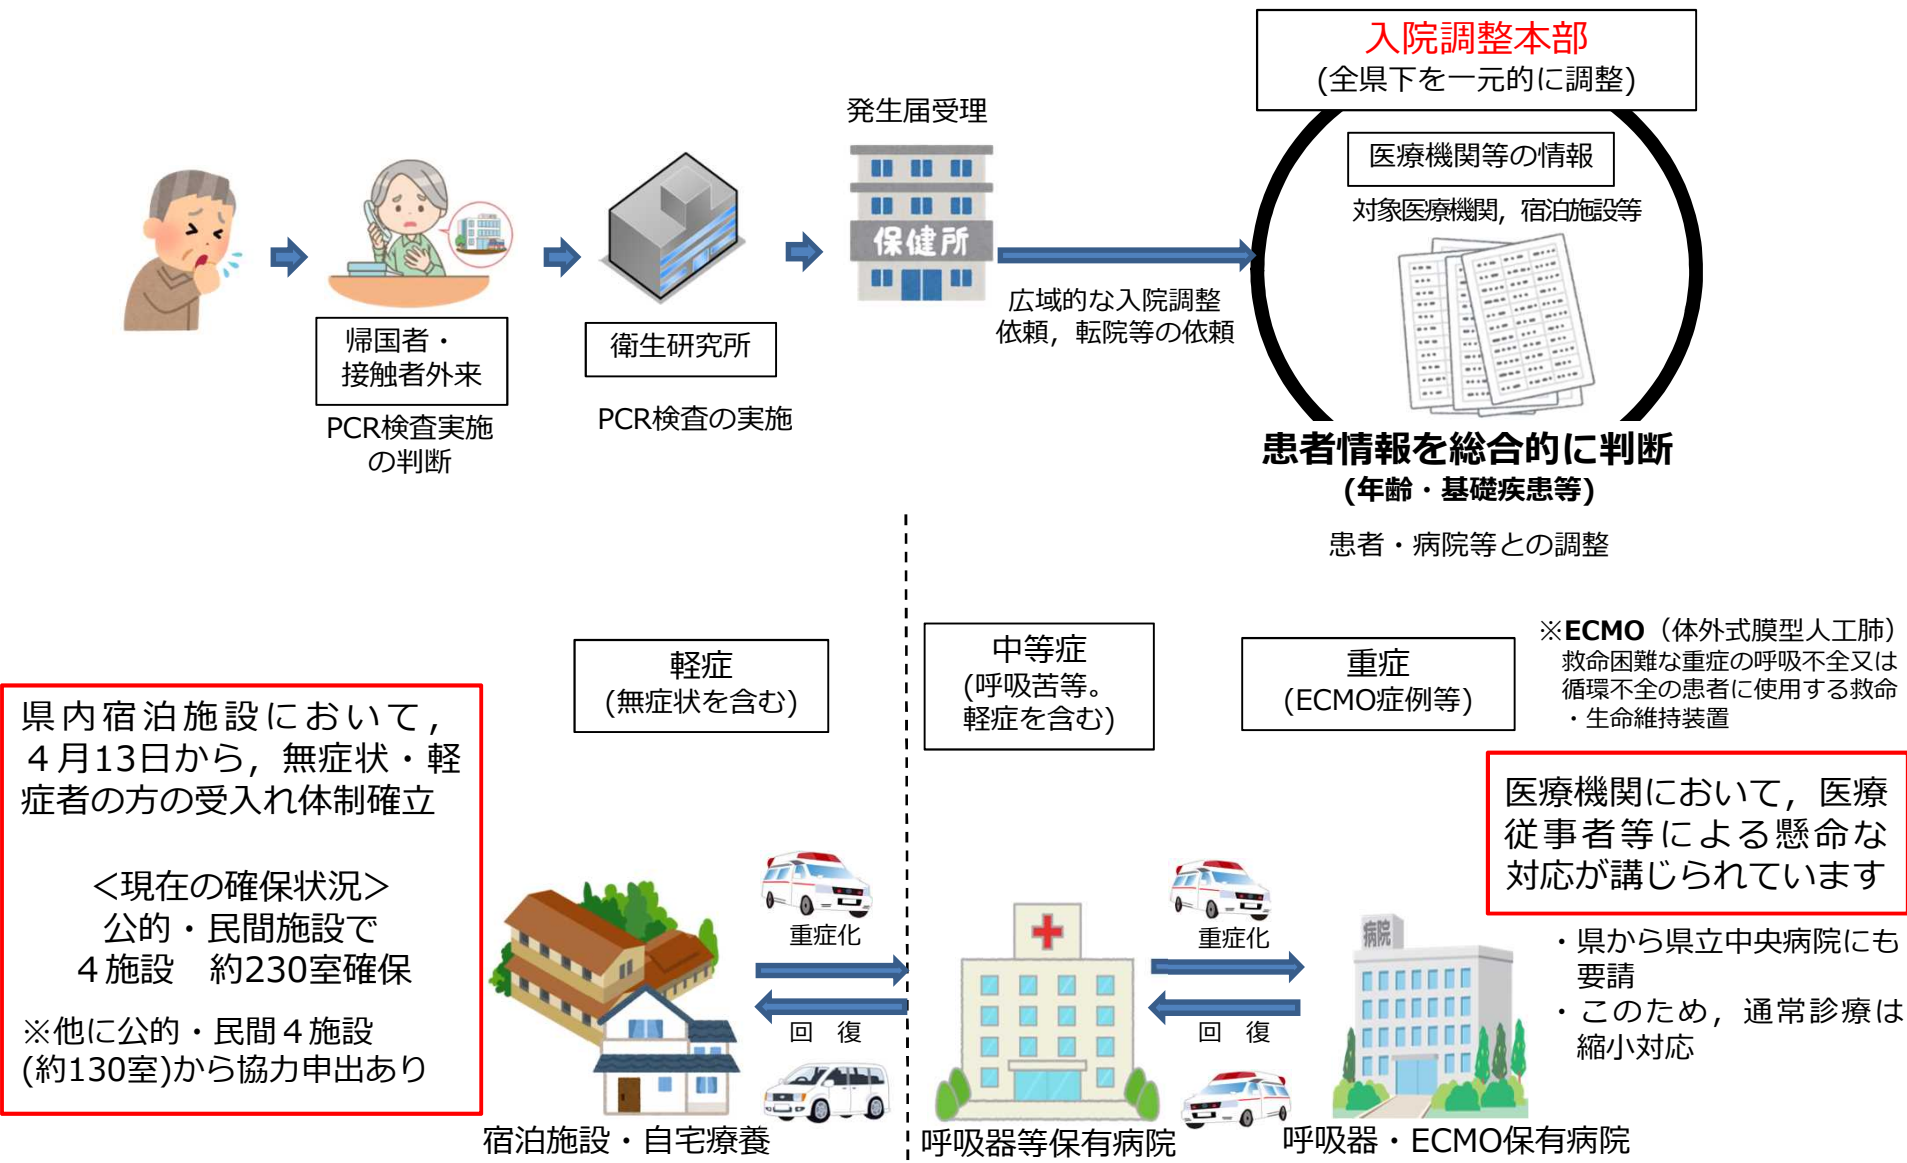 入院調整本部
(全県下を一元的に調整)
発生届受理
医療機関等の情報
対象医療機関，宿泊施設等
保健所
広域的な入院調整
依頼，転院等の依頼
帰国者・
接触者外来
PCR検査実施
の判断
衛生研究所
PCR検査の実施
患者情報を総合的に判断
(年齢・基礎疾患等)
患者・病院等との調整
軽症
(無症状を含む)
中等症
(呼吸苦等。
軽症を含む)
重症
(ECMO症例等)
※ECMO（体外式膜型人工肺）
救命困難な重症の呼吸不全又は
循環不全の患者に使用する救命
・生命維持装置
県内宿泊施設において，
４月13日から，無症状・軽
症者の方の受入れ体制確立
＜現在の確保状況＞
公的・民間施設で
４施設　約230室確保
※他に公的・民間４施設
(約130室)から協力申出あり
重症化
回　復
宿泊施設・自宅療養
重症化
回　復
呼吸器等保有病院
病院
呼吸器・ECMO保有病院
医療機関において，医療
従事者等による懸命な
対応が講じられています
・県から県立中央病院にも
要請
・このため，通常診療は
縮小対応